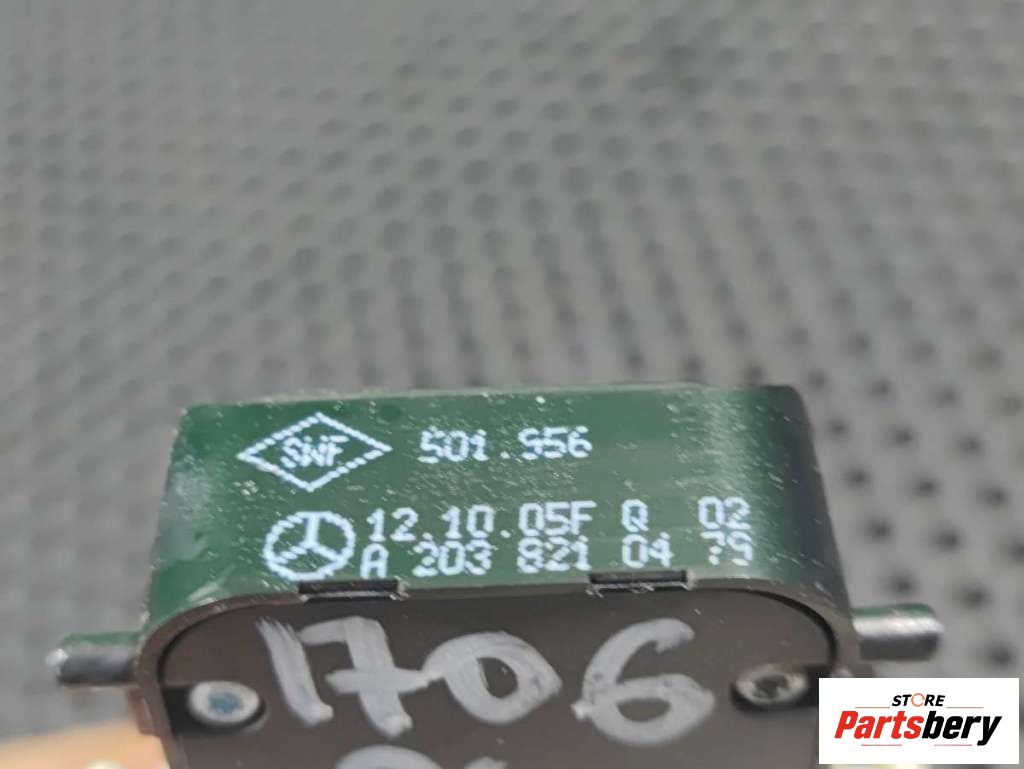 SWF 501.956
12.10.05F Q 02
A 203 821 04 79
1706
STORE
Partsbery